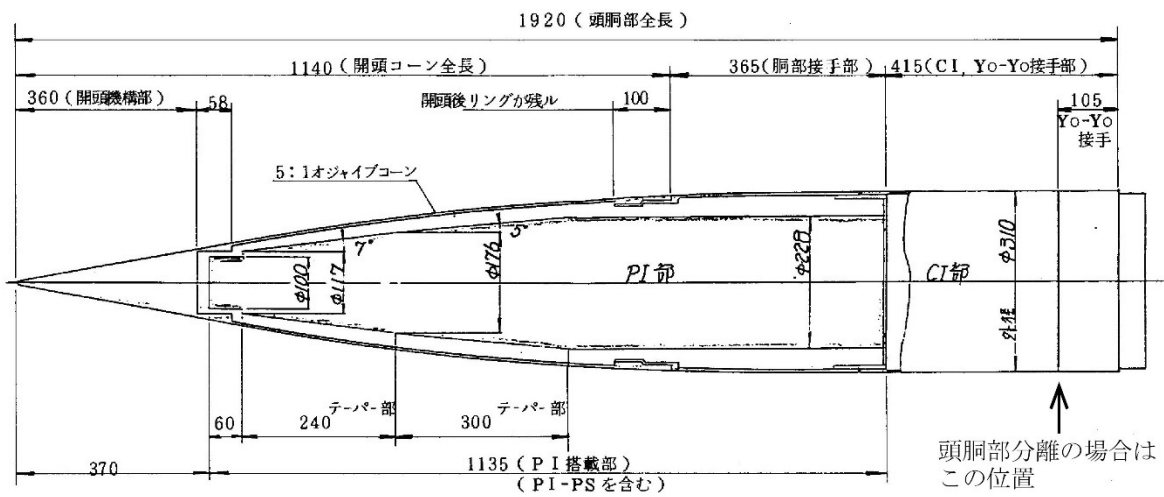 1920(頭胴部全長)
1140(開頭コーン全長)
365(胴部接手部)
415(CI, Yo-Yo接手部)
360(開頭機構部)
58
開頭後リングが残ル
100
105
Yo-Yo
接手
5:1オジャイブコーン
7°
5°
φ100
φ117
φ176
PI部
φ228
CI部
φ310
外径
テーパー部
テーパー部
60
240
300
370
1135(PI搭載部)
(PI-PSを含む)
頭胴部分離の場合は
この位置